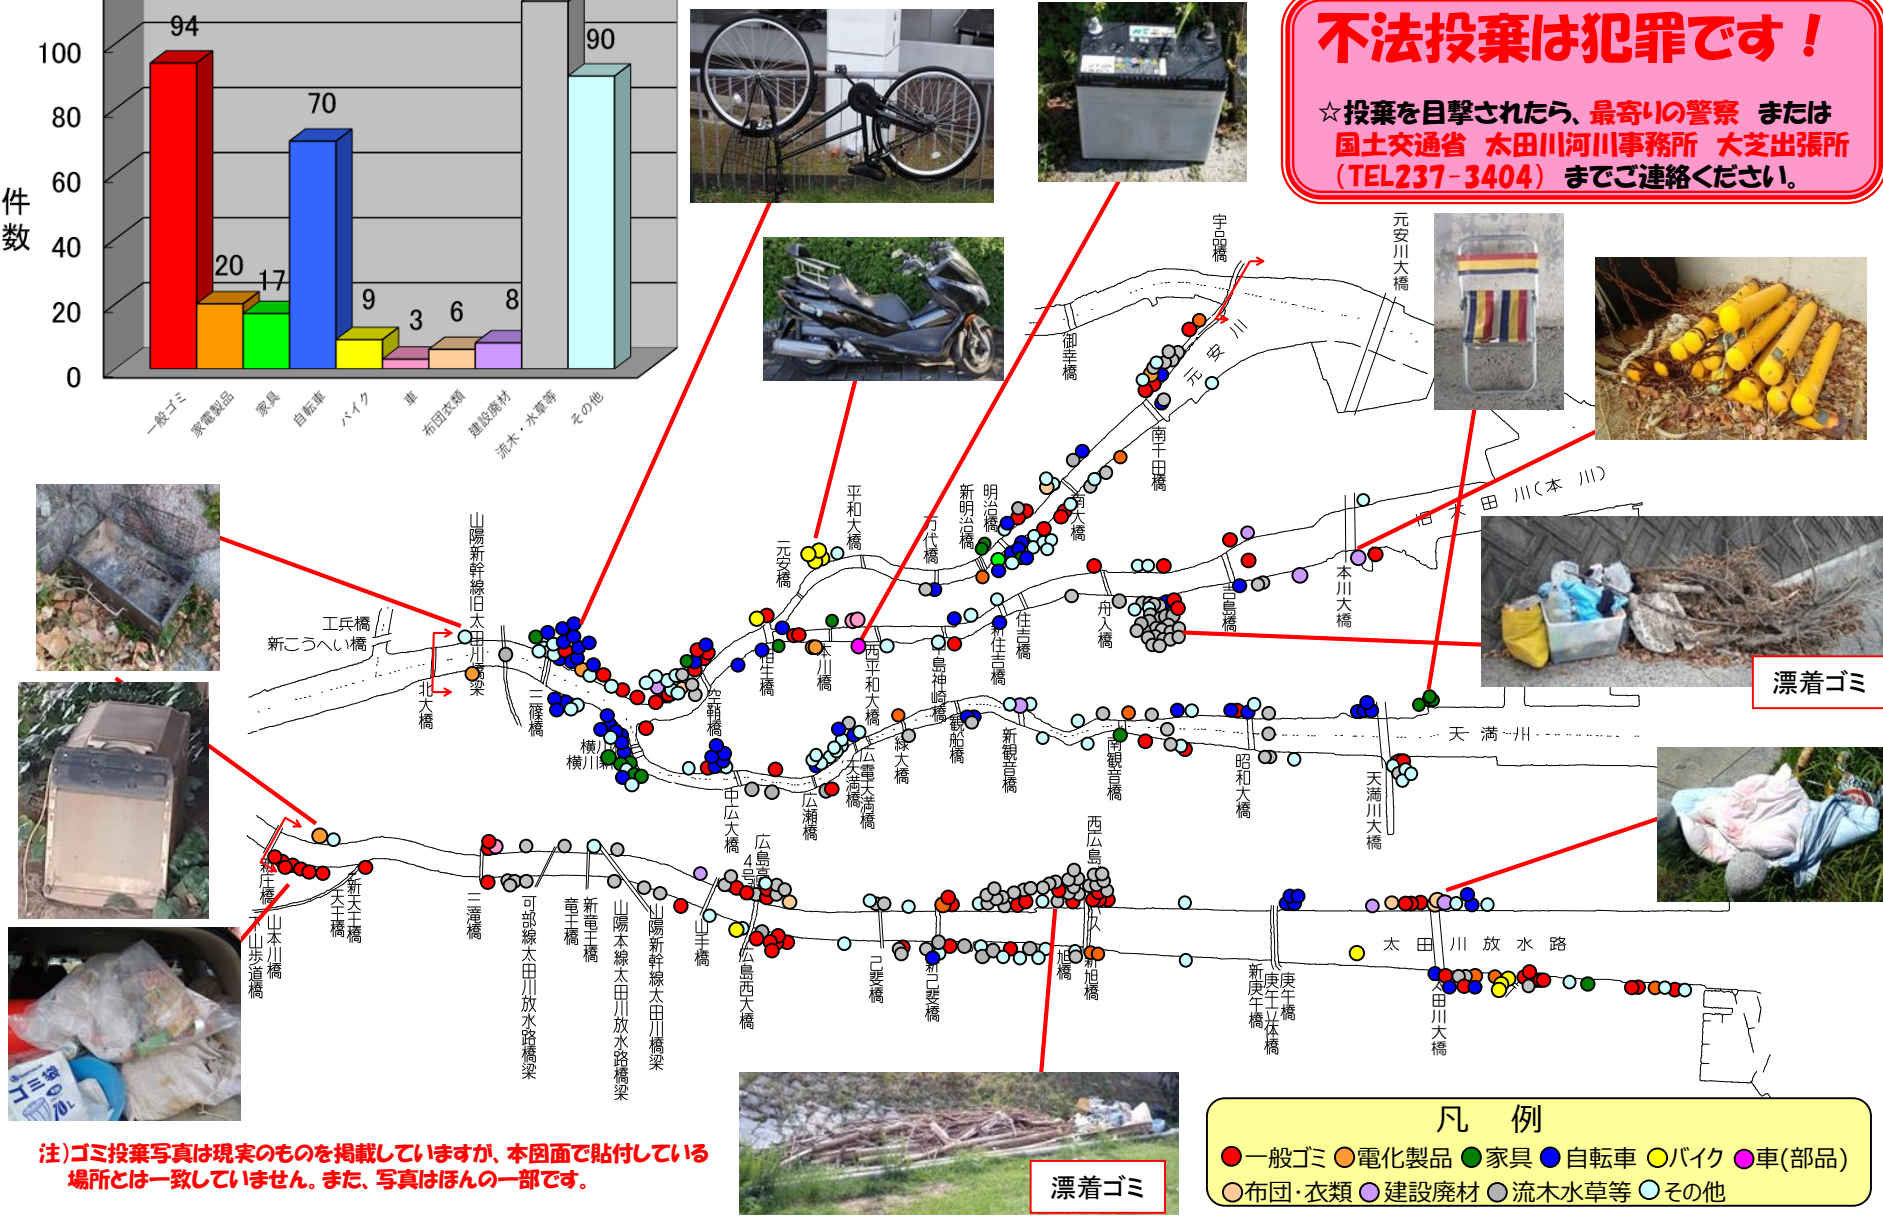 不法投棄は犯罪です！
☆投棄を目撃されたら、最寄りの警察 または
国土交通省 太田川河川事務所 大芝出張所
（TEL237-3404） までご連絡ください。
件数
100
80
60
40
20
0
94
20
17
70
9
3
6
8
90
一般ゴミ
家電製品
家具
自転車
バイク
車
布団衣類
建設廃材
流木・水草等
その他
宇品橋
元安川大橋
御幸橋
元安川
南千田橋
平和大橋
万代橋
新明治橋
明治橋
南大橋
元安橋
旧太田川(本川)
本川大橋
吉島橋
舟入橋
住吉橋
新住吉橋
西平和大橋
本川橋
相生橋
空鞘橋
山陽新幹線旧太田川橋梁
工兵橋
新こうへい橋
北大橋
三篠橋
中広大橋
広瀬橋
天満橋
広電天満橋
緑大橋
観船橋
新観音橋
南観音橋
昭和大橋
天満川
天満川大橋
漂着ゴミ
新庄橋
天王橋
新天王橋
山本川橋
三滝橋
可部線太田川放水路橋梁
竜王橋
新竜王橋
山陽本線太田川放水路橋梁
山陽新幹線太田川橋梁
山手橋
広島西大橋
己斐橋
新己斐橋
旭橋
新旭橋
西広島
太田川放水路
新庚午橋
庚午立体橋
庚午橋
太田川大橋
ゴミ袋
漂着ゴミ
注）ゴミ投棄写真は現実のものを掲載していますが、本図面で貼付している
場所とは一致していません。また、写真はほんの一部です。
凡 例
一般ゴミ 電化製品 家具 自転車 バイク 車(部品)
布団・衣類 建設廃材 流木水草等 その他